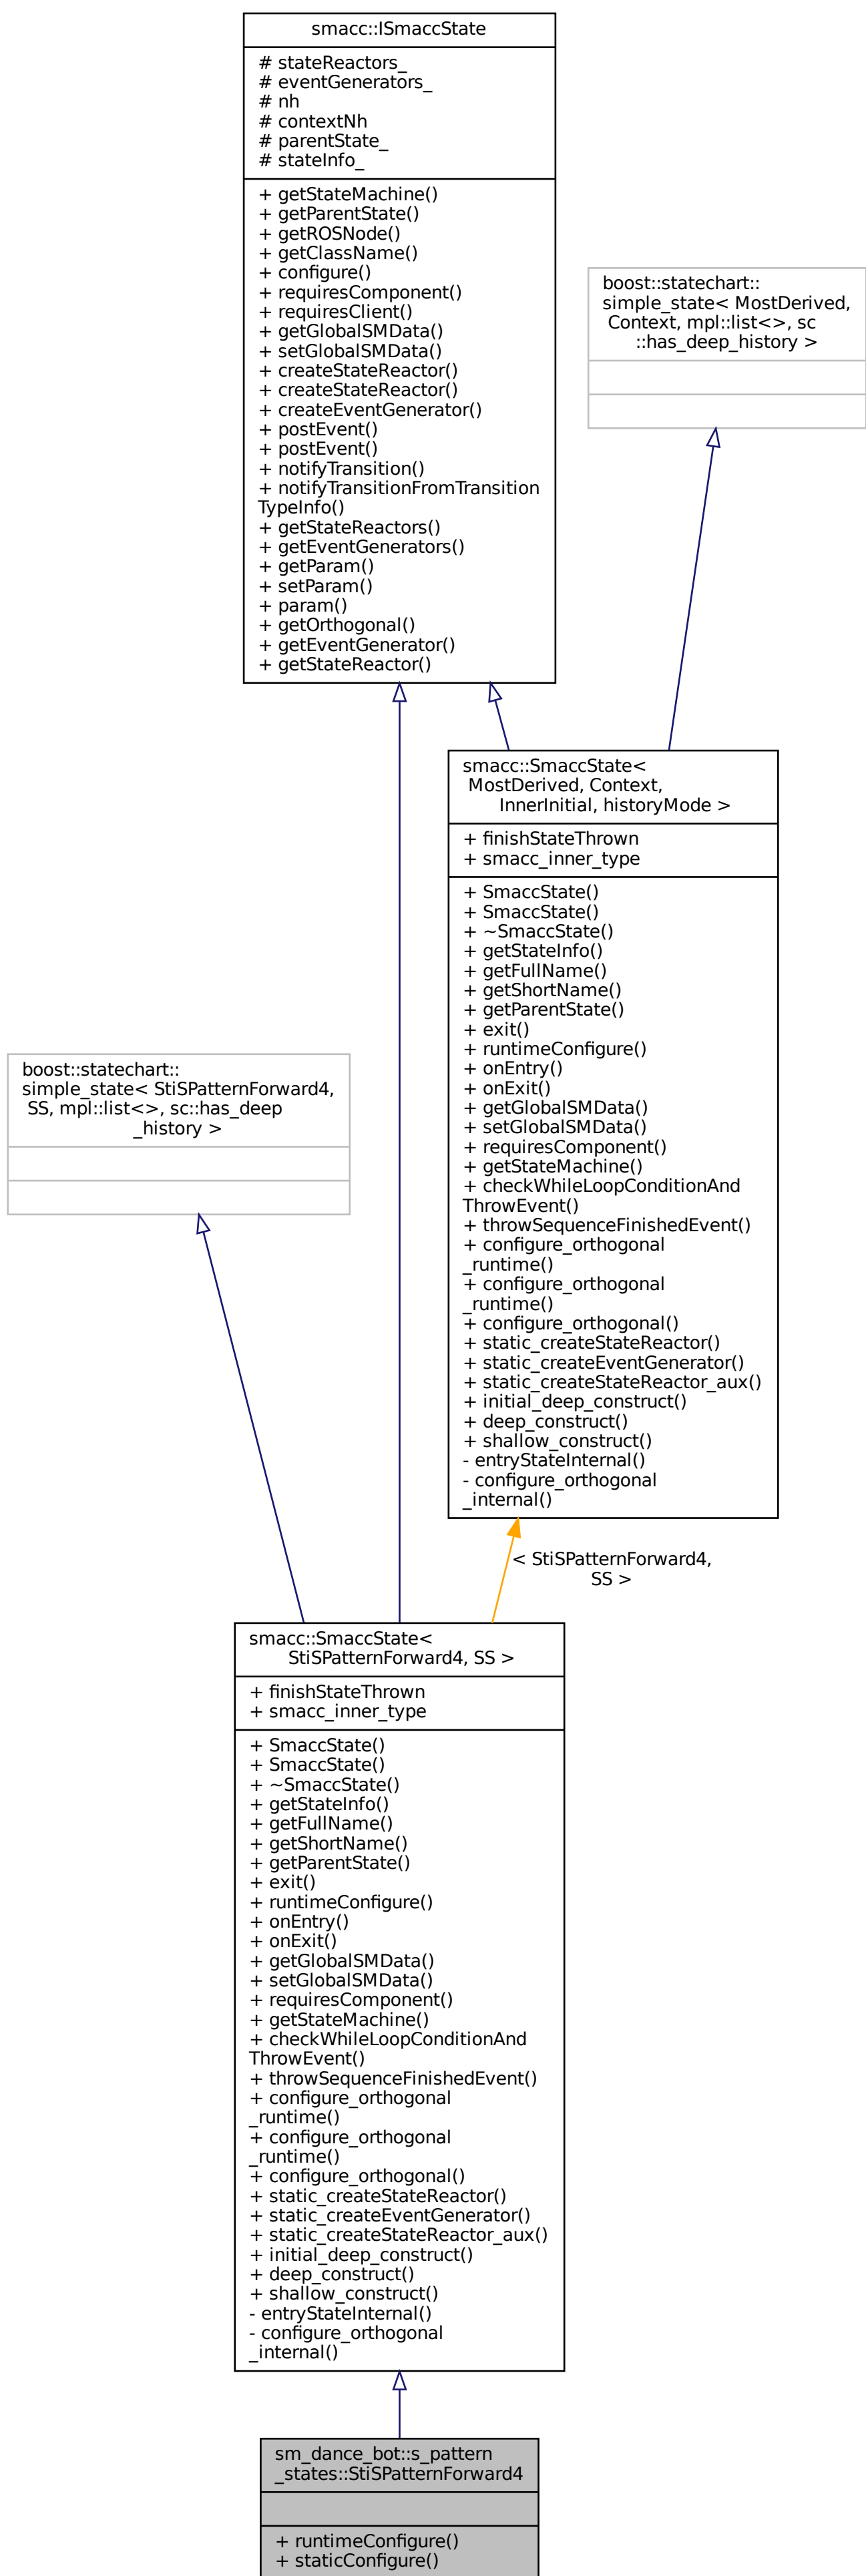 smacc::ISmaccState
# stateReactors_
# eventGenerators_
# nh
# contextNh
# parentState_
# stateInfo_
+ getStateMachine()
+ getParentState()
+ getROSNode()
+ getClassName()
+ configure()
+ requiresComponent()
+ requiresClient()
+ getGlobalSMData()
+ setGlobalSMData()
+ createStateReactor()
+ createStateReactor()
+ createEventGenerator()
+ postEvent()
+ postEvent()
+ notifyTransition()
+ notifyTransitionFromTransition
TypeInfo()
+ getStateReactors()
+ getEventGenerators()
+ getParam()
+ setParam()
+ param()
+ getOrthogonal()
+ getEventGenerator()
+ getStateReactor()
boost::statechart::
simple_state< MostDerived,
Context, mpl::list<>, sc
::has_deep_history >
smacc::SmaccState<
MostDerived, Context,
InnerInitial, historyMode >
+ finishStateThrown
+ smacc_inner_type
+ SmaccState()
+ SmaccState()
+ ~SmaccState()
+ getStateInfo()
+ getFullName()
+ getShortName()
+ getParentState()
+ exit()
+ runtimeConfigure()
+ onEntry()
+ onExit()
+ getGlobalSMData()
+ setGlobalSMData()
+ requiresComponent()
+ getStateMachine()
+ checkWhileLoopConditionAnd
ThrowEvent()
+ throwSequenceFinishedEvent()
+ configure_orthogonal
_runtime()
+ configure_orthogonal
_runtime()
+ configure_orthogonal()
+ static_createStateReactor()
+ static_createEventGenerator()
+ static_createStateReactor_aux()
+ initial_deep_construct()
+ deep_construct()
+ shallow_construct()
- entryStateInternal()
- configure_orthogonal
_internal()
boost::statechart::
simple_state< StiSPatternForward4,
SS, mpl::list<>, sc::has_deep
_history >
< StiSPatternForward4,
SS >
smacc::SmaccState<
StiSPatternForward4, SS >
+ finishStateThrown
+ smacc_inner_type
+ SmaccState()
+ SmaccState()
+ ~SmaccState()
+ getStateInfo()
+ getFullName()
+ getShortName()
+ getParentState()
+ exit()
+ runtimeConfigure()
+ onEntry()
+ onExit()
+ getGlobalSMData()
+ setGlobalSMData()
+ requiresComponent()
+ getStateMachine()
+ checkWhileLoopConditionAnd
ThrowEvent()
+ throwSequenceFinishedEvent()
+ configure_orthogonal
_runtime()
+ configure_orthogonal
_runtime()
+ configure_orthogonal()
+ static_createStateReactor()
+ static_createEventGenerator()
+ static_createStateReactor_aux()
+ initial_deep_construct()
+ deep_construct()
+ shallow_construct()
- entryStateInternal()
- configure_orthogonal
_internal()
sm_dance_bot::s_pattern
_states::StiSPatternForward4
+ runtimeConfigure()
+ staticConfigure()